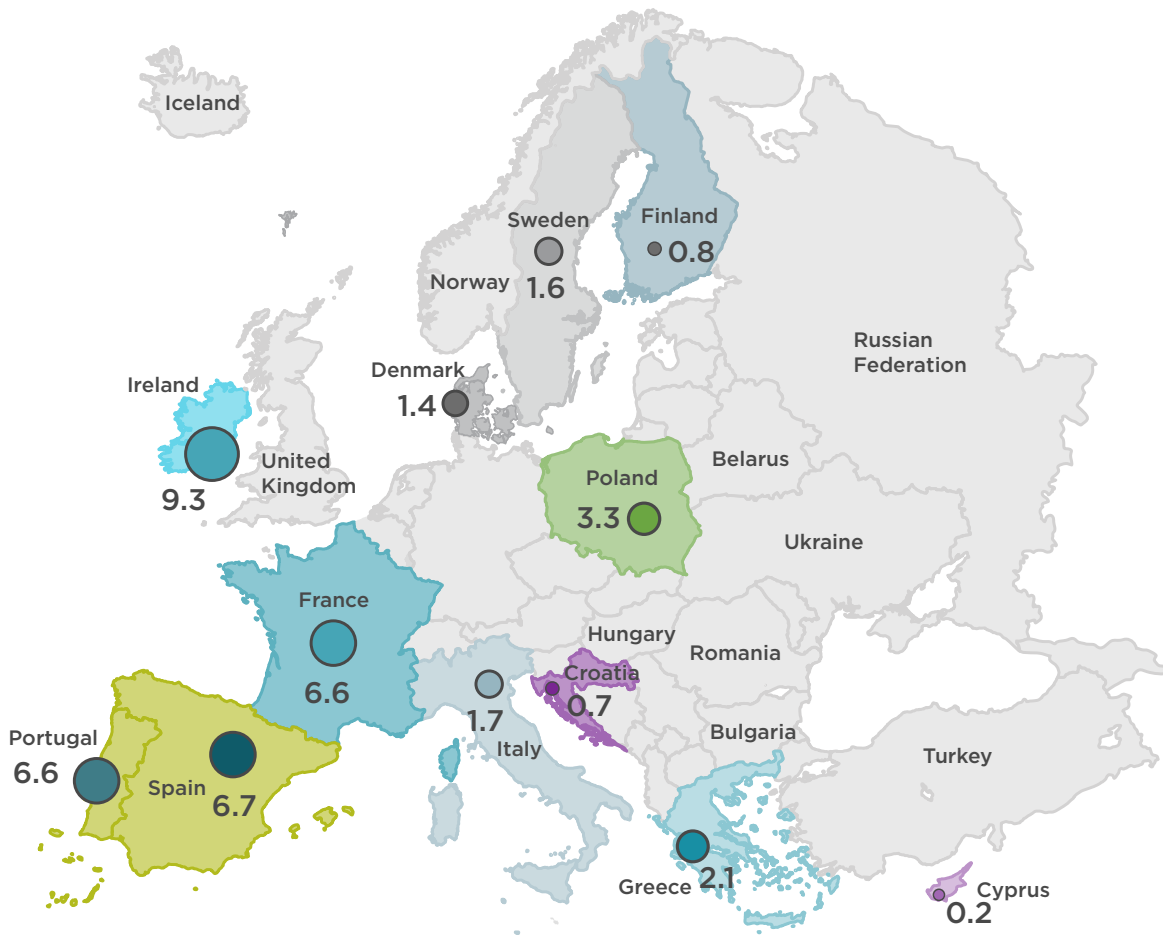 Iceland
Sweden
1.6
Finland
0.8
Norway
Russian
Federation
Denmark
1.4
Ireland
9.3
United
Kingdom
Belarus
Poland
3.3
Ukraine
France
6.6
Hungary
Romania
Croatia
0.7
1.7
Italy
Bulgaria
Turkey
Portugal
6.6
Spain
6.7
Greece
2.1
Cyprus
0.2